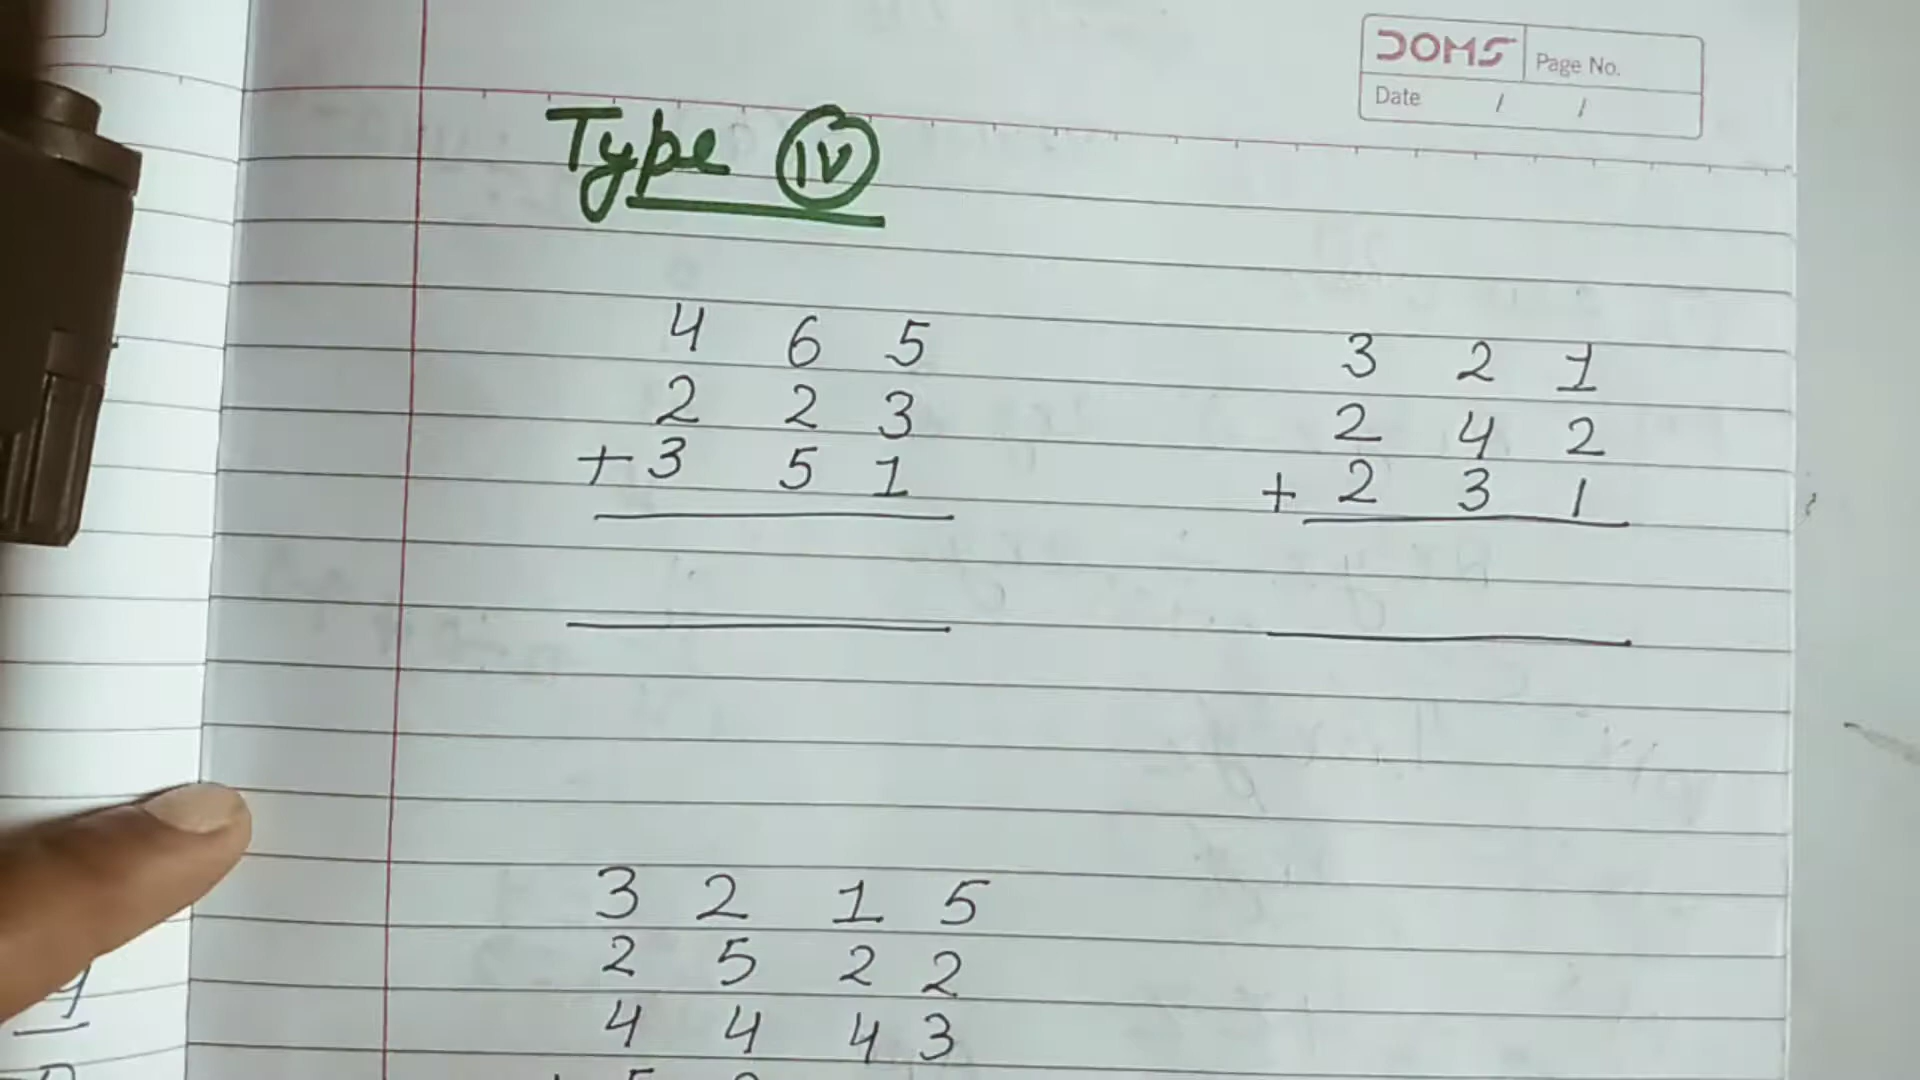 DOMS Page No.
Date / /
Type IV
4 6 5
2 2 3
+ 3 5 1
3 2 1
2 4 2
+ 2 3 1
3 2 1 5
2 5 2 2
4 4 4 3